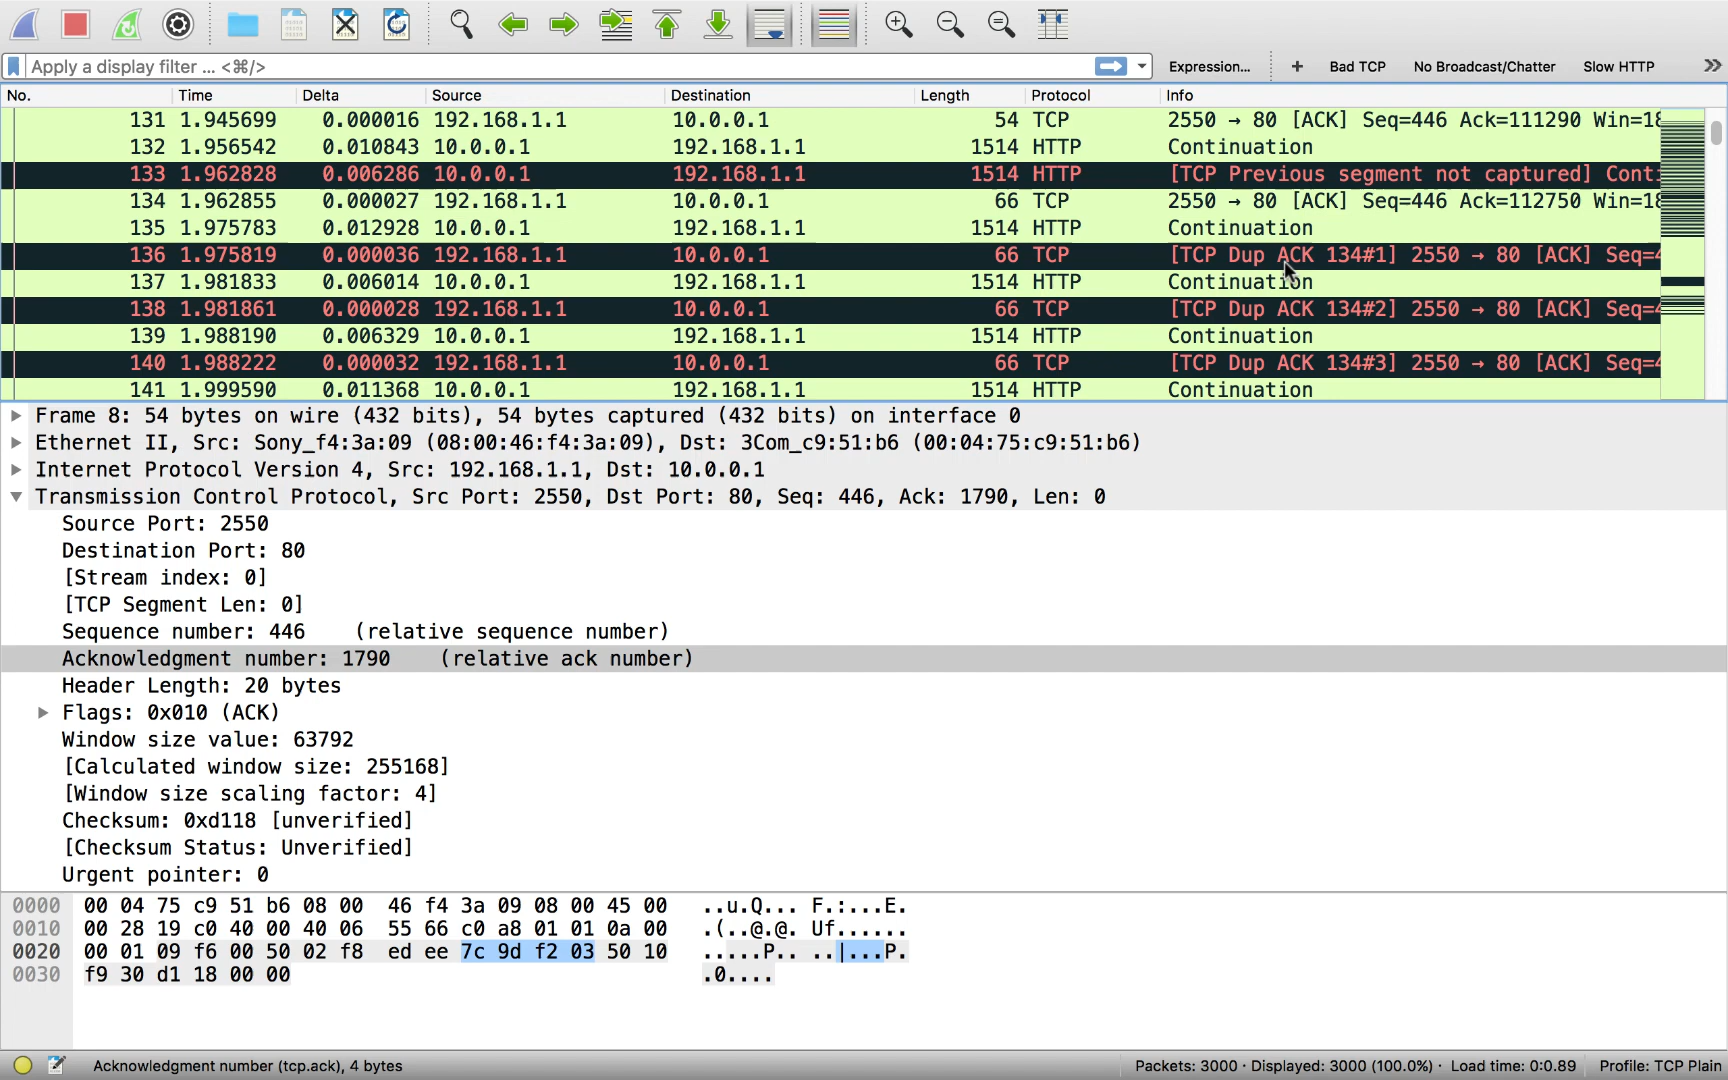 Apply a display filter ... <⌘/>
Expression... + Bad TCP No Broadcast/Chatter Slow HTTP
No. Time Delta Source Destination Length Protocol Info
131 1.945699 0.000016 192.168.1.1 10.0.0.1 54 TCP 2550 → 80 [ACK] Seq=446 Ack=111290 Win=18
132 1.956542 0.010843 10.0.0.1 192.168.1.1 1514 HTTP Continuation
133 1.962828 0.006286 10.0.0.1 192.168.1.1 1514 HTTP [TCP Previous segment not captured] Cont
134 1.962855 0.000027 192.168.1.1 10.0.0.1 66 TCP 2550 → 80 [ACK] Seq=446 Ack=112750 Win=18
135 1.975783 0.012928 10.0.0.1 192.168.1.1 1514 HTTP Continuation
136 1.975819 0.000036 192.168.1.1 10.0.0.1 66 TCP [TCP Dup ACK 134#1] 2550 → 80 [ACK] Seq=4
137 1.981833 0.006014 10.0.0.1 192.168.1.1 1514 HTTP Continuation
138 1.981861 0.000028 192.168.1.1 10.0.0.1 66 TCP [TCP Dup ACK 134#2] 2550 → 80 [ACK] Seq=4
139 1.988190 0.006329 10.0.0.1 192.168.1.1 1514 HTTP Continuation
140 1.988222 0.000032 192.168.1.1 10.0.0.1 66 TCP [TCP Dup ACK 134#3] 2550 → 80 [ACK] Seq=4
141 1.999590 0.011368 10.0.0.1 192.168.1.1 1514 HTTP Continuation
Frame 8: 54 bytes on wire (432 bits), 54 bytes captured (432 bits) on interface 0
Ethernet II, Src: Sony_f4:3a:09 (08:00:46:f4:3a:09), Dst: 3Com_c9:51:b6 (00:04:75:c9:51:b6)
Internet Protocol Version 4, Src: 192.168.1.1, Dst: 10.0.0.1
Transmission Control Protocol, Src Port: 2550, Dst Port: 80, Seq: 446, Ack: 1790, Len: 0
Source Port: 2550
Destination Port: 80
[Stream index: 0]
[TCP Segment Len: 0]
Sequence number: 446 (relative sequence number)
Acknowledgment number: 1790 (relative ack number)
Header Length: 20 bytes
Flags: 0x010 (ACK)
Window size value: 63792
[Calculated window size: 255168]
[Window size scaling factor: 4]
Checksum: 0xd118 [unverified]
[Checksum Status: Unverified]
Urgent pointer: 0
0000 00 04 75 c9 51 b6 08 00 46 f4 3a 09 08 00 45 00 ..u.Q... F.:...E.
0010 00 28 19 c0 40 00 40 06 55 66 c0 a8 01 01 0a 00 .(..@.@. Uf......
0020 00 01 09 f6 00 50 02 f8 ed ee 7c 9d f2 03 50 10 .....P.. ..|...P.
0030 f9 30 d1 18 00 00 .0....
Acknowledgment number (tcp.ack), 4 bytes
Packets: 3000 · Displayed: 3000 (100.0%) · Load time: 0:0.89
Profile: TCP Plain